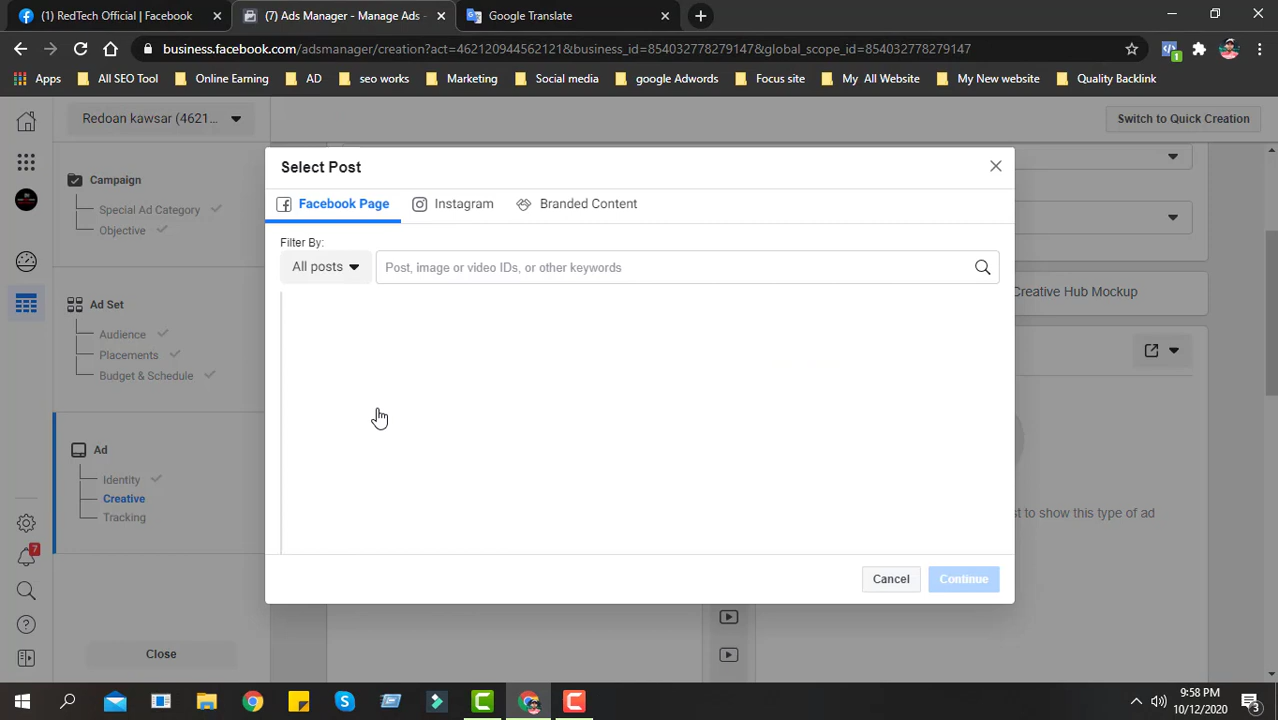 (1) RedTech Official | Facebook
(7) Ads Manager - Manage Ads -
Google Translate
business.facebook.com/adsmanager/creation?act=462120944562121&business_id=854032778279147&global_scope_id=854032778279147
1
Apps
All SEO Tool
Online Earning
AD
seo works
Marketing
Social media
google Adwords
Focus site
My All Website
My New website
Quality Backlink
Redoan kawsar (4621...
Switch to Quick Creation
Campaign
Special Ad Category
Objective
Ad Set
Audience
Placements
Budget & Schedule
Ad
Identity
Creative
Tracking
7
Close
Select Post
Facebook Page
Instagram
Branded Content
Filter By:
All posts
Post, image or video IDs, or other keywords
Cancel
Continue
Creative Hub Mockup
st to show this type of ad
9:58 PM
10/12/2020
3